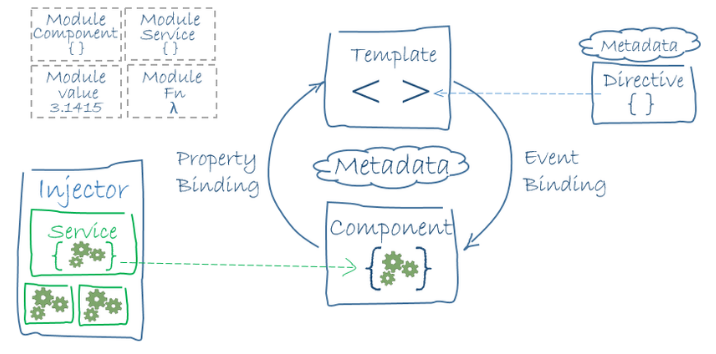 Module
Component
{ }
Module
Service
{ }
Module
value
3.1415
Module
Fn
λ
Template
< >
Metadata
Directive
{ }
Property
Binding
Metadata
Event
Binding
Injector
Service
{ }
Component
{ }